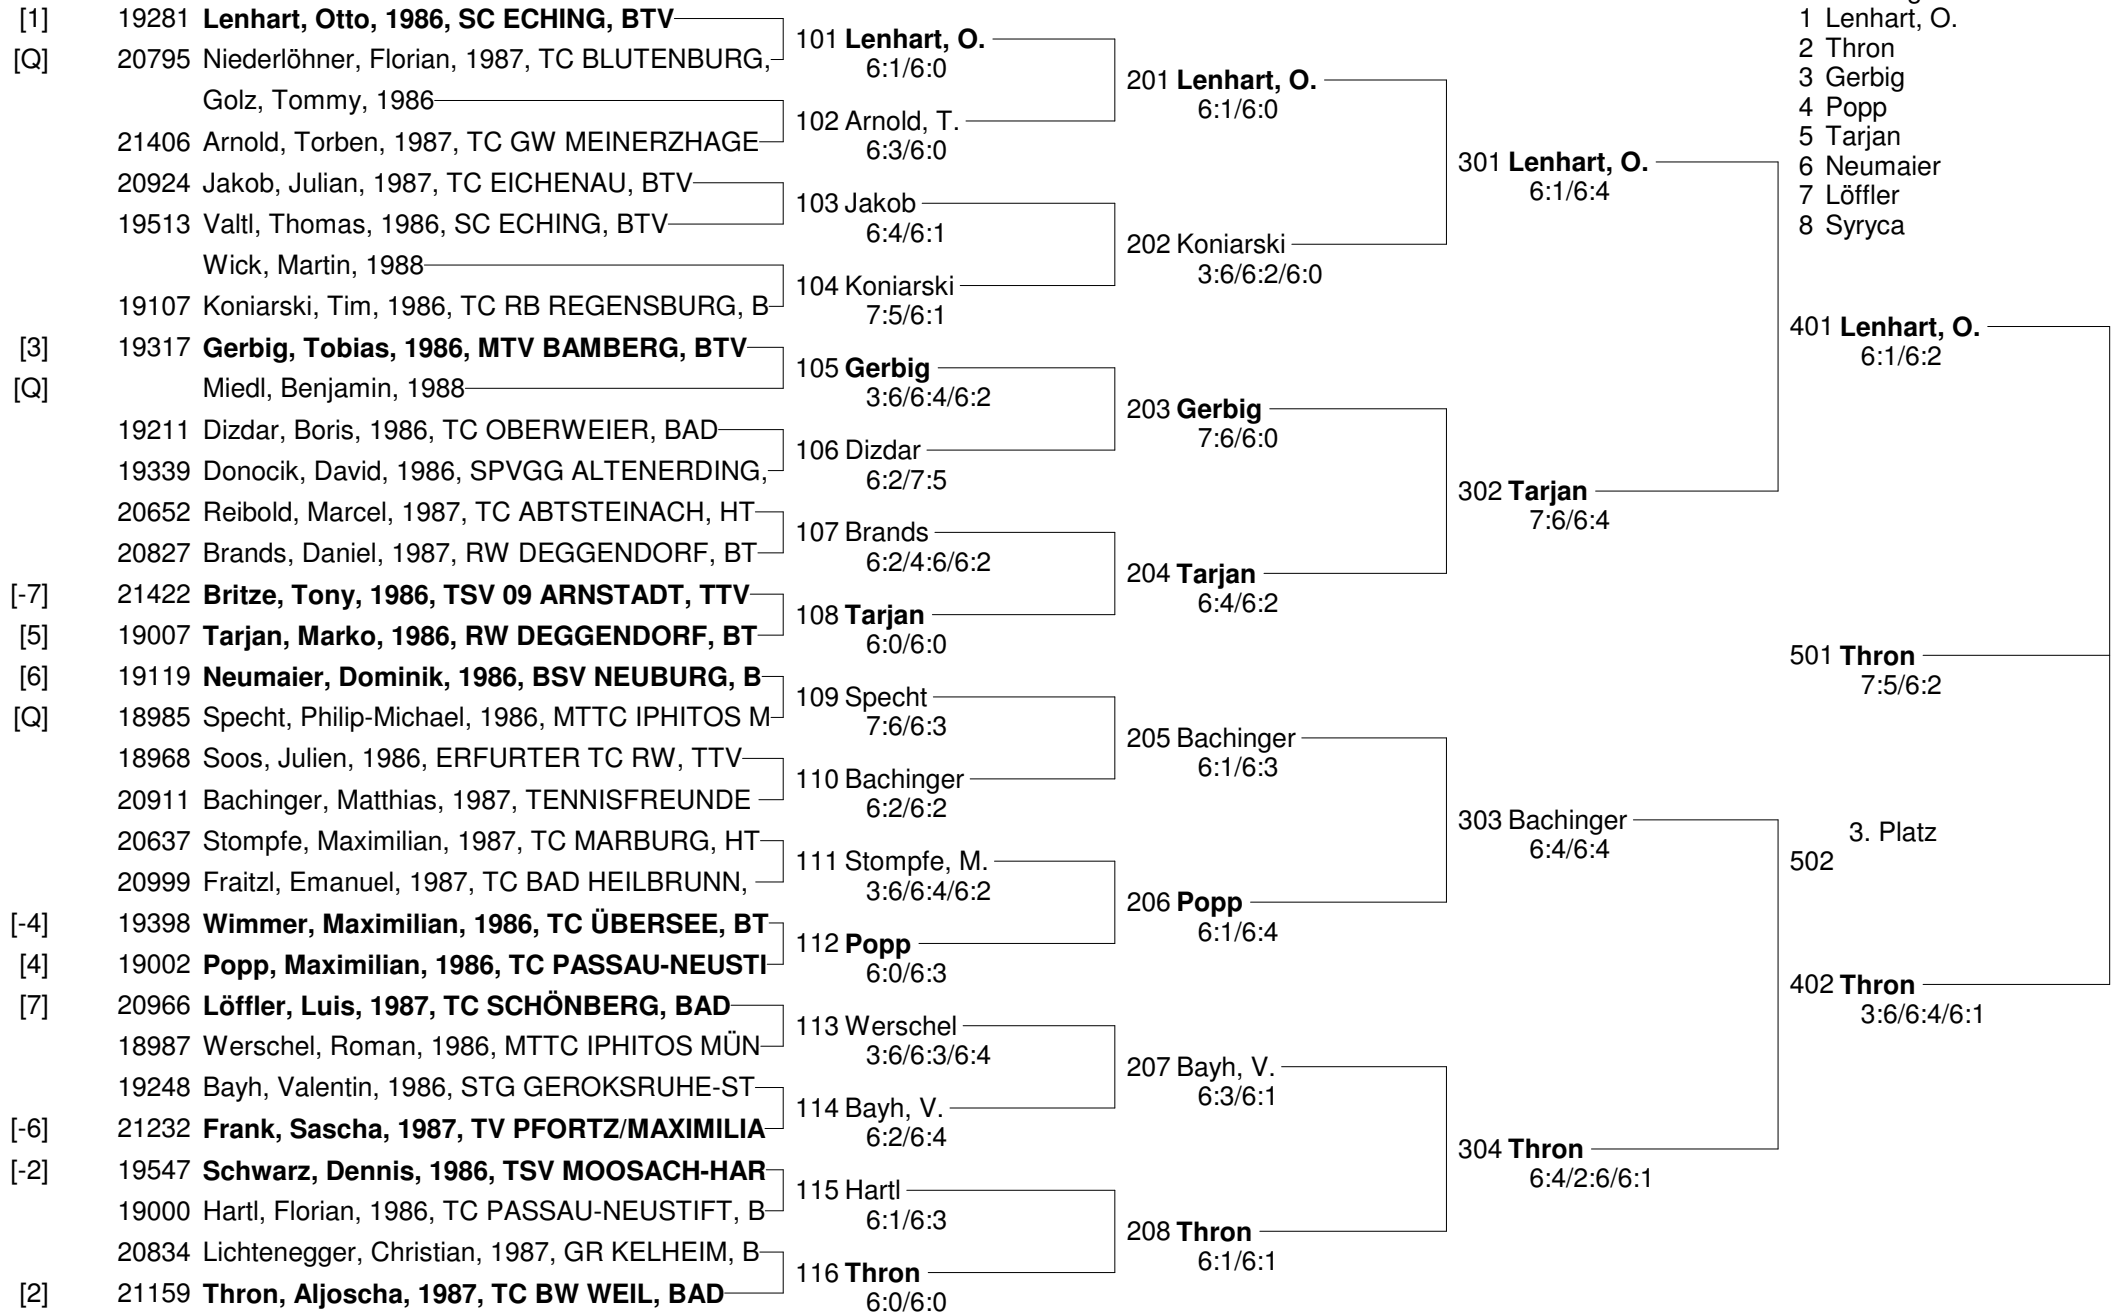 [1] 19281 Lenhart, Otto, 1986, SC ECHING, BTV
[Q] 20795 Niederlöhner, Florian, 1987, TC BLUTENBURG,
Golz, Tommy, 1986
21406 Arnold, Torben, 1987, TC GW MEINERZHAGE
20924 Jakob, Julian, 1987, TC EICHENAU, BTV
19513 Valtl, Thomas, 1986, SC ECHING, BTV
Wick, Martin, 1988
19107 Koniarski, Tim, 1986, TC RB REGENSBURG, B
[3] 19317 Gerbig, Tobias, 1986, MTV BAMBERG, BTV
[Q] Miedl, Benjamin, 1988
19211 Dizdar, Boris, 1986, TC OBERWEIER, BAD
19339 Donocik, David, 1986, SPVGG ALTENERDING,
20652 Reibold, Marcel, 1987, TC ABTSTEINACH, HT
20827 Brands, Daniel, 1987, RW DEGGENDORF, BT
[-7] 21422 Britze, Tony, 1986, TSV 09 ARNSTADT, TTV
[5] 19007 Tarjan, Marko, 1986, RW DEGGENDORF, BT
[6] 19119 Neumaier, Dominik, 1986, BSV NEUBURG, B
[Q] 18985 Specht, Philip-Michael, 1986, MTTC IPHITOS M
18968 Soos, Julien, 1986, ERFURTER TC RW, TTV
20911 Bachinger, Matthias, 1987, TENNISFREUNDE
20637 Stompfe, Maximilian, 1987, TC MARBURG, HT
20999 Fraitzl, Emanuel, 1987, TC BAD HEILBRUNN,
[-4] 19398 Wimmer, Maximilian, 1986, TC ÜBERSEE, BT
[4] 19002 Popp, Maximilian, 1986, TC PASSAU-NEUSTI
[7] 20966 Löffler, Luis, 1987, TC SCHÖNBERG, BAD
18987 Werschel, Roman, 1986, MTTC IPHITOS MÜN
19248 Bayh, Valentin, 1986, STG GEROKSRUHE-ST
[-6] 21232 Frank, Sascha, 1987, TV PFORTZ/MAXIMILIA
[-2] 19547 Schwarz, Dennis, 1986, TSV MOOSACH-HAR
19000 Hartl, Florian, 1986, TC PASSAU-NEUSTIFT, B
20834 Lichtenegger, Christian, 1987, GR KELHEIM, B
[2] 21159 Thron, Aljoscha, 1987, TC BW WEIL, BAD
101 Lenhart, O.
6:1/6:0
102 Arnold, T.
6:3/6:0
103 Jakob
6:4/6:1
104 Koniarski
7:5/6:1
105 Gerbig
3:6/6:4/6:2
106 Dizdar
6:2/7:5
107 Brands
6:2/4:6/6:2
108 Tarjan
6:0/6:0
109 Specht
7:6/6:3
110 Bachinger
6:2/6:2
111 Stompfe, M.
3:6/6:4/6:2
112 Popp
6:0/6:3
113 Werschel
3:6/6:3/6:4
114 Bayh, V.
6:2/6:4
115 Hartl
6:1/6:3
116 Thron
6:0/6:0
201 Lenhart, O.
6:1/6:0
202 Koniarski
3:6/6:2/6:0
203 Gerbig
7:6/6:0
204 Tarjan
6:4/6:2
205 Bachinger
6:1/6:3
206 Popp
6:1/6:4
207 Bayh, V.
6:3/6:1
208 Thron
6:1/6:1
301 Lenhart, O.
6:1/6:4
302 Tarjan
7:6/6:4
303 Bachinger
6:4/6:4
304 Thron
6:4/2:6/6:1
1 Lenhart, O.
2 Thron
3 Gerbig
4 Popp
5 Tarjan
6 Neumaier
7 Löffler
8 Syryca
401 Lenhart, O.
6:1/6:2
501 Thron
7:5/6:2
3. Platz
502
402 Thron
3:6/6:4/6:1